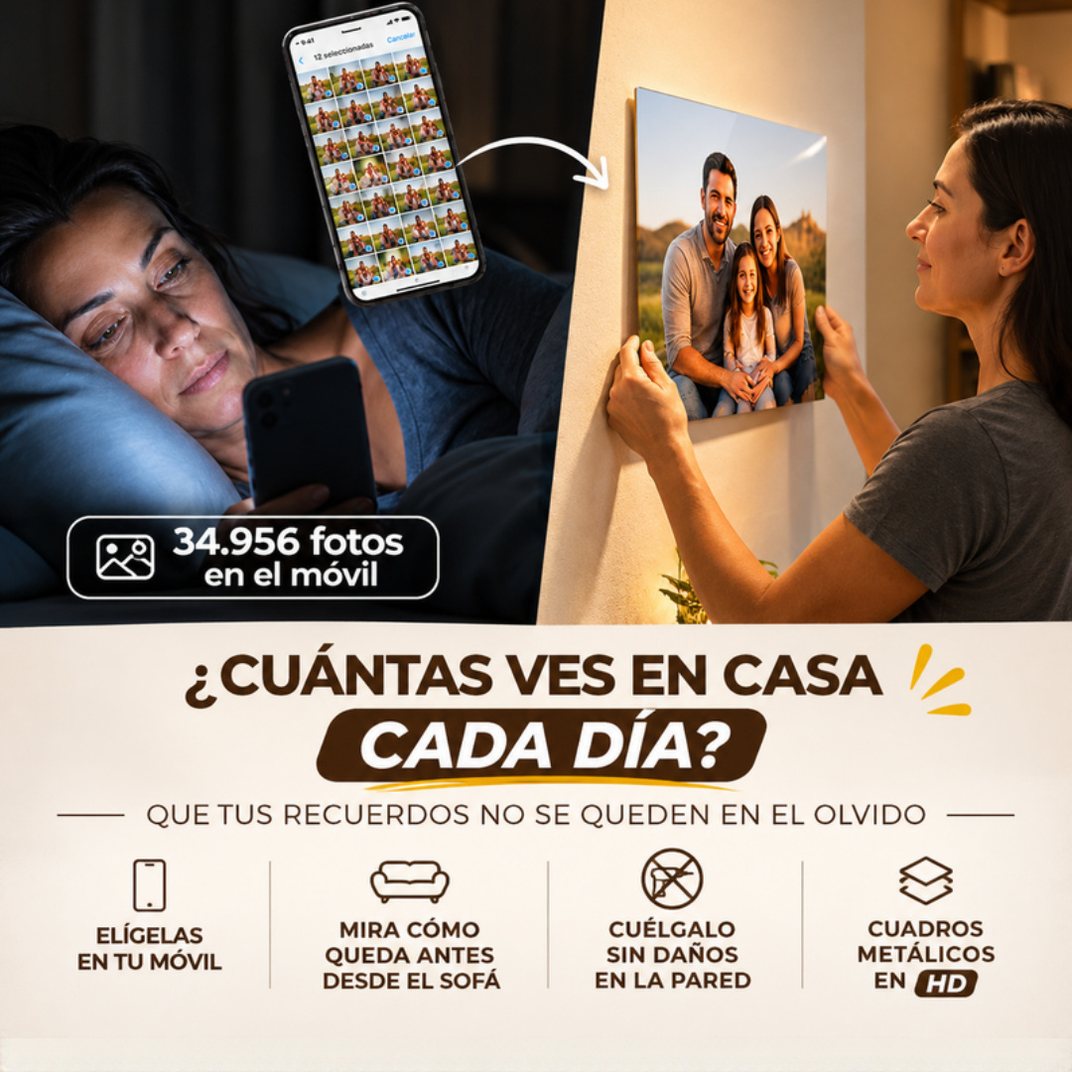 9:41
Cancelar
12 seleccionadas
34.956 fotos
en el móvil
¿CUÁNTAS VES EN CASA
CADA DÍA?
QUE TUS RECUERDOS NO SE QUEDEN EN EL OLVIDO
ELÍGELAS
EN TU MÓVIL
MIRA CÓMO
QUEDA ANTES
DESDE EL SOFÁ
CUÉLGALO
SIN DAÑOS
EN LA PARED
CUADROS
METÁLICOS
EN HD